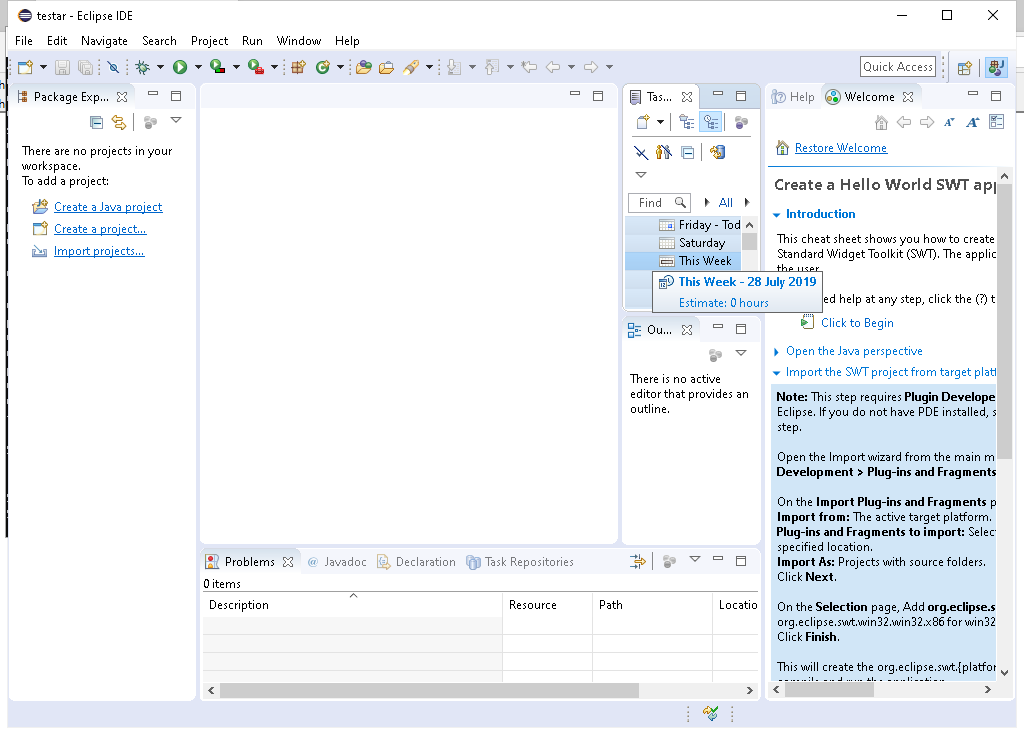 testar - Eclipse IDE
File Edit Navigate Search Project Run Window Help
Quick Access
Package Exp...
There are no projects in your
workspace.
To add a project:
Create a Java project
Create a project...
Import projects...
Tas...
Find
All
Friday - Tod
Saturday
This Week
This Week - 28 July 2019
Estimate: 0 hours
Ou...
There is no active
editor that provides an
outline.
Help Welcome
Restore Welcome
Create a Hello World SWT app
Introduction
This cheat sheet shows you how to create
Standard Widget Toolkit (SWT). The applic
the user.
ed help at any step, click the (?) t
Click to Begin
Open the Java perspective
Import the SWT project from target platf
Note: This step requires Plugin Develope
Eclipse. If you do not have PDE installed, s
step.
Open the Import wizard from the main m
Development > Plug-ins and Fragments
On the Import Plug-ins and Fragments p
Import from: The active target platform.
Plug-ins and Fragments to import: Selec
specified location.
Import As: Projects with source folders.
Click Next.
On the Selection page, Add org.eclipse.s
org.eclipse.swt.win32.win32.x86 for win32
Click Finish.
This will create the org.eclipse.swt.{platfor
Problems @ Javadoc Declaration Task Repositories
0 items
Description Resource Path Locatio